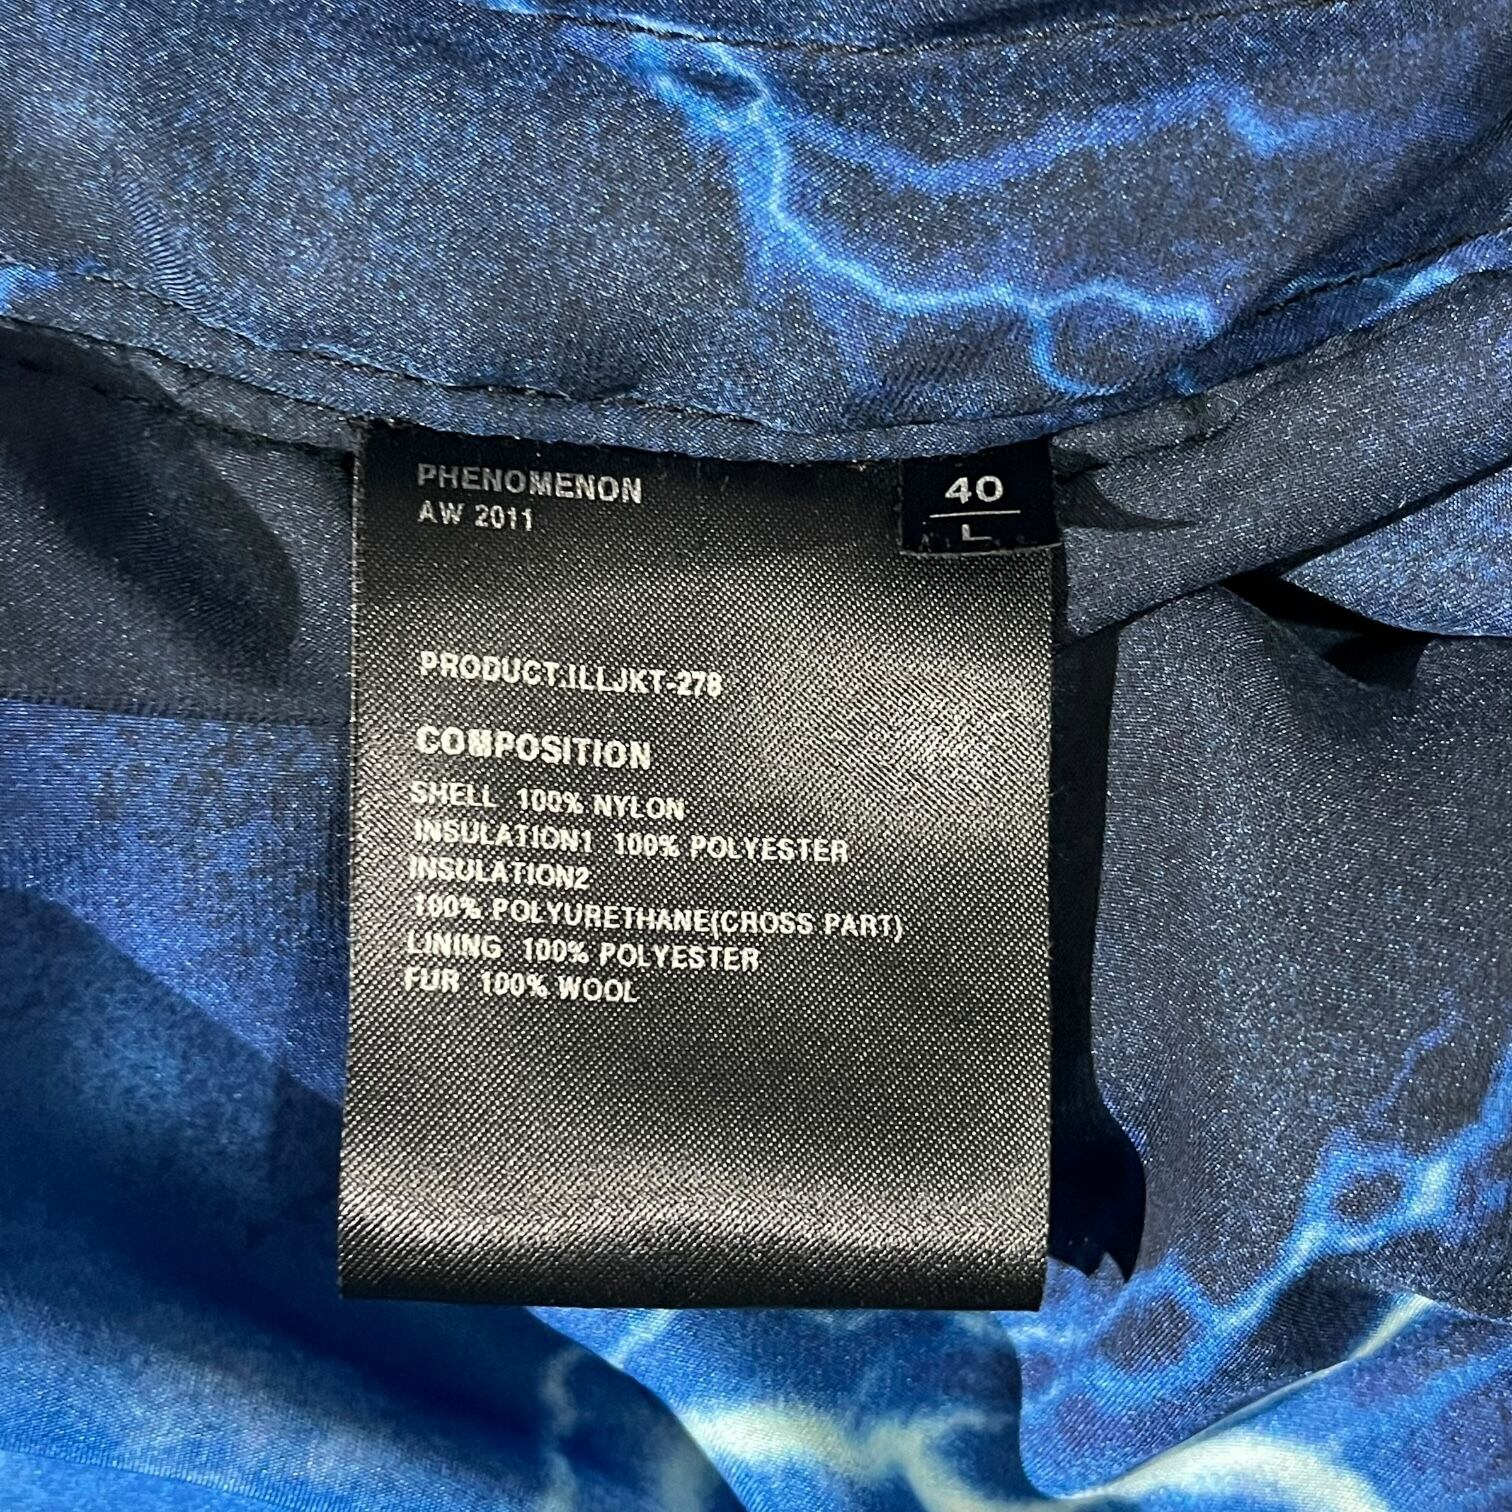 PHENOMENON
AW 2011
40
L
PRODUCT.ILLJKT-278
COMPOSITION
SHELL 100% NYLON
INSULATION1 100% POLYESTER
INSULATION2
100% POLYURETHANE(CROSS PART)
LINING 100% POLYESTER
FUR 100% WOOL